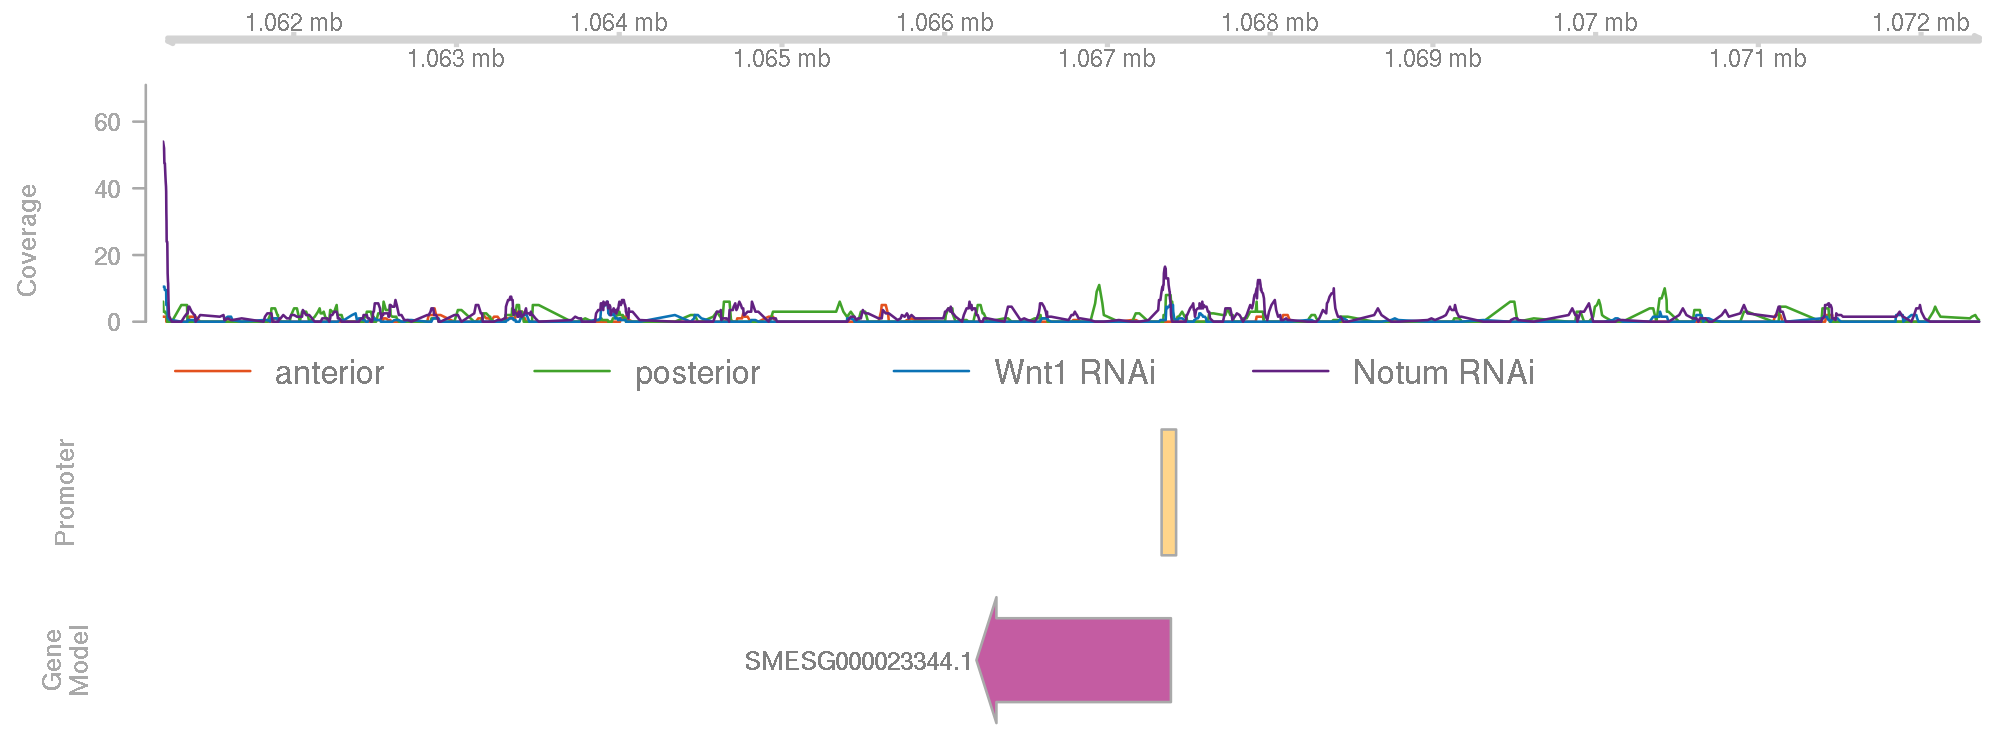 1.062 mb 1.064 mb 1.066 mb 1.068 mb 1.07 mb 1.072 mb
1.063 mb 1.065 mb 1.067 mb 1.069 mb 1.071 mb
60
40
20
0
Coverage
anterior posterior Wnt1 RNAi Notum RNAi
Promoter
SMESG000023344.1
Gene
Model